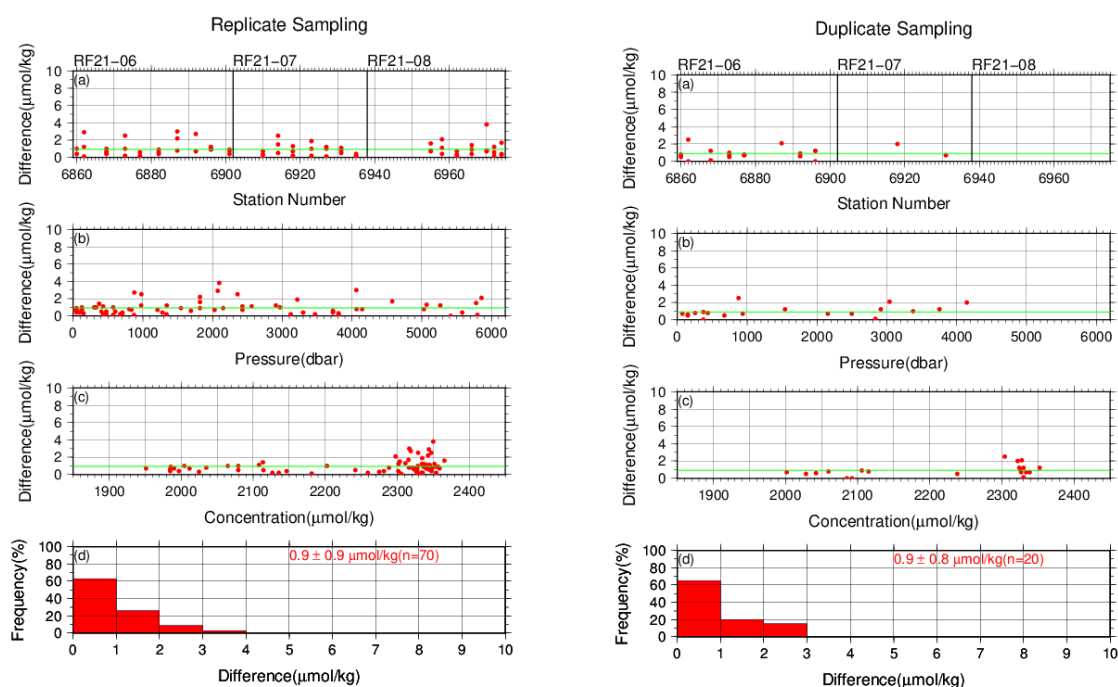 Replicate Sampling
RF21-06 RF21-07 RF21-08
Difference(μmol/kg)
10
8
6
4
2
0
(a)
6860 6880 6900 6920 6940 6960
Station Number
Difference(μmol/kg)
10
8
6
4
2
0
(b)
0 1000 2000 3000 4000 5000 6000
Pressure(dbar)
Difference(μmol/kg)
10
8
6
4
2
0
(c)
1900 2000 2100 2200 2300 2400
Concentration(μmol/kg)
Frequency(%)
100
80
60
40
20
0
(d)
0.9 ± 0.9 μmol/kg(n=70)
0 1 2 3 4 5 6 7 8 9 10
Difference(μmol/kg)
Duplicate Sampling
RF21-06 RF21-07 RF21-08
Difference(μmol/kg)
10
8
6
4
2
0
(a)
6860 6880 6900 6920 6940 6960
Station Number
Difference(μmol/kg)
10
8
6
4
2
0
(b)
0 1000 2000 3000 4000 5000 6000
Pressure(dbar)
Difference(μmol/kg)
10
8
6
4
2
0
(c)
1900 2000 2100 2200 2300 2400
Concentration(μmol/kg)
Frequency(%)
100
80
60
40
20
0
(d)
0.9 ± 0.8 μmol/kg(n=20)
0 1 2 3 4 5 6 7 8 9 10
Difference(μmol/kg)